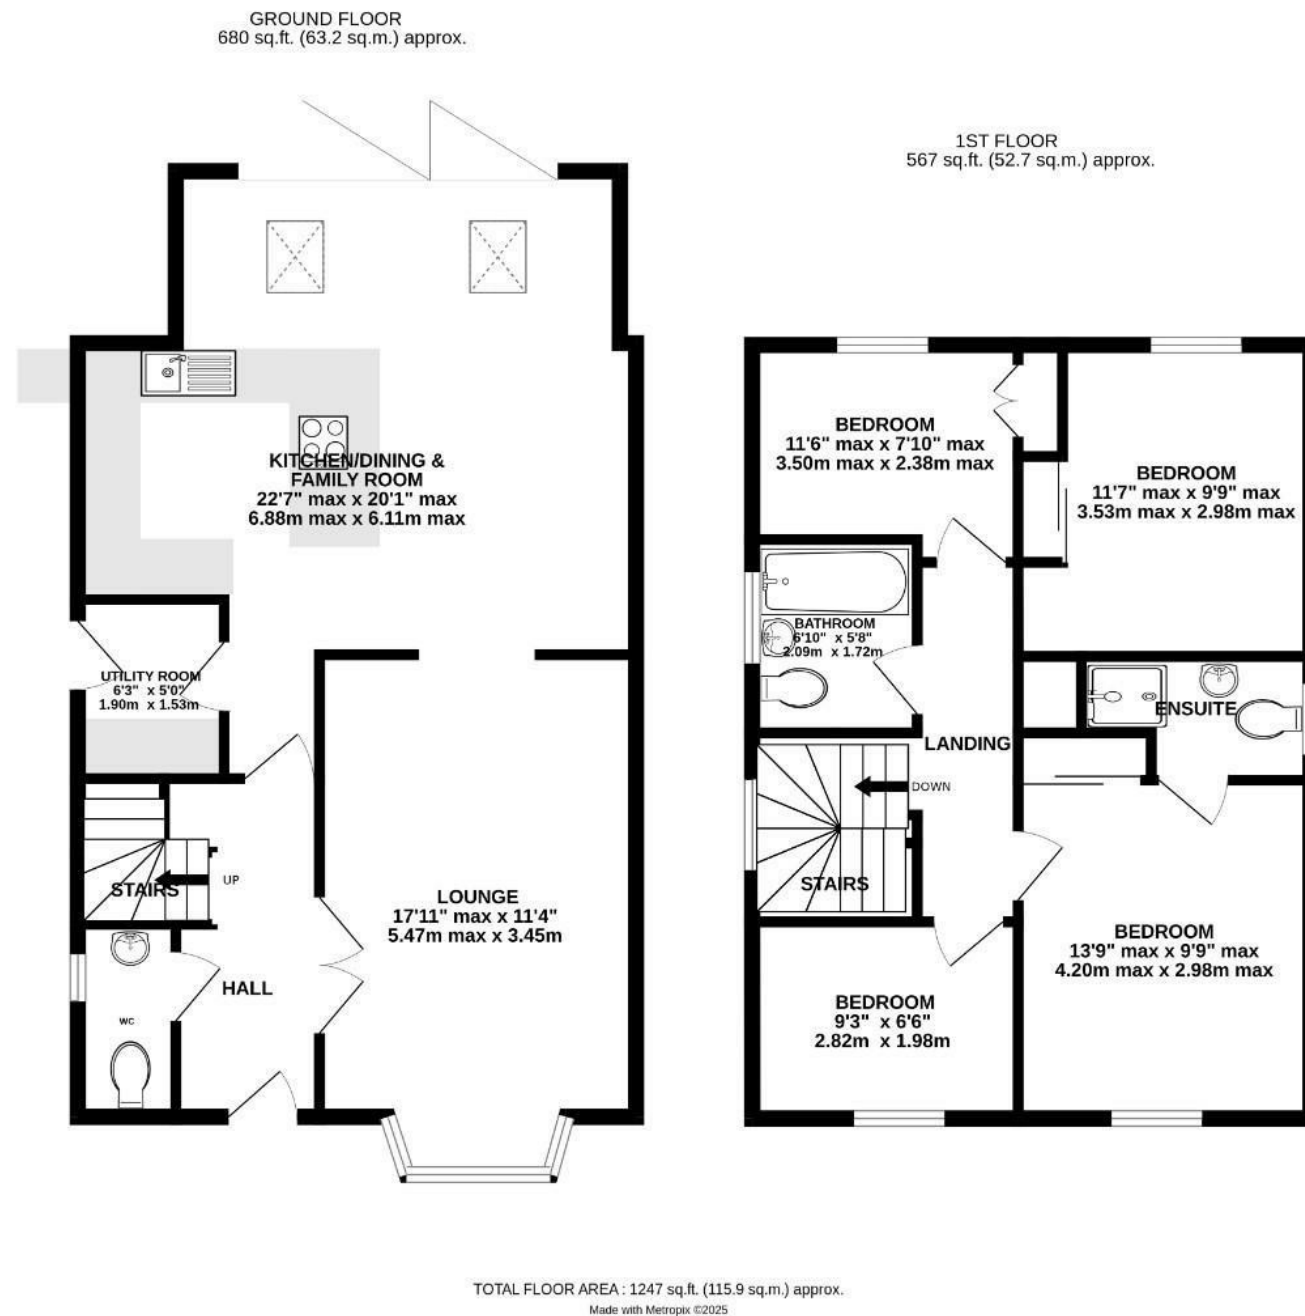 GROUND FLOOR
680 sq.ft. (63.2 sq.m.) approx.
1ST FLOOR
567 sq.ft. (52.7 sq.m.) approx.
KITCHEN/DINING &
FAMILY ROOM
22'7" max x 20'1" max
6.88m max x 6.11m max
UTILITY ROOM
6'3" x 5'0"
1.90m x 1.53m
STAIRS
UP
LOUNGE
17'11" max x 11'4"
5.47m max x 3.45m
HALL
WC
BEDROOM
11'6" max x 7'10" max
3.50m max x 2.38m max
BEDROOM
11'7" max x 9'9" max
3.53m max x 2.98m max
BATHROOM
6'10" x 5'8"
2.09m x 1.72m
ENSUITE
LANDING
DOWN
STAIRS
BEDROOM
13'9" max x 9'9" max
4.20m max x 2.98m max
BEDROOM
9'3" x 6'6"
2.82m x 1.98m
TOTAL FLOOR AREA : 1247 sq.ft. (115.9 sq.m.) approx.
Made with Metropix ©2025